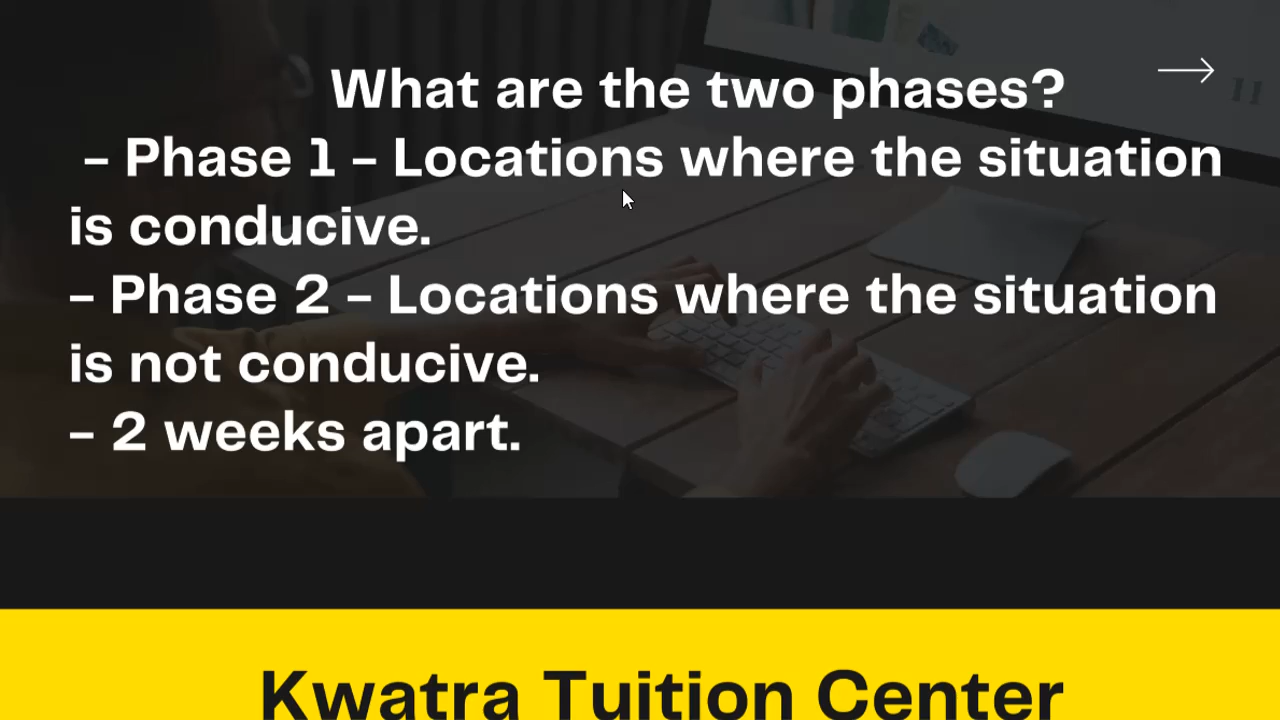 What are the two phases?
- Phase 1 - Locations where the situation
is conducive.
- Phase 2 - Locations where the situation
is not conducive.
- 2 weeks apart.
Kwatra Tuition Center